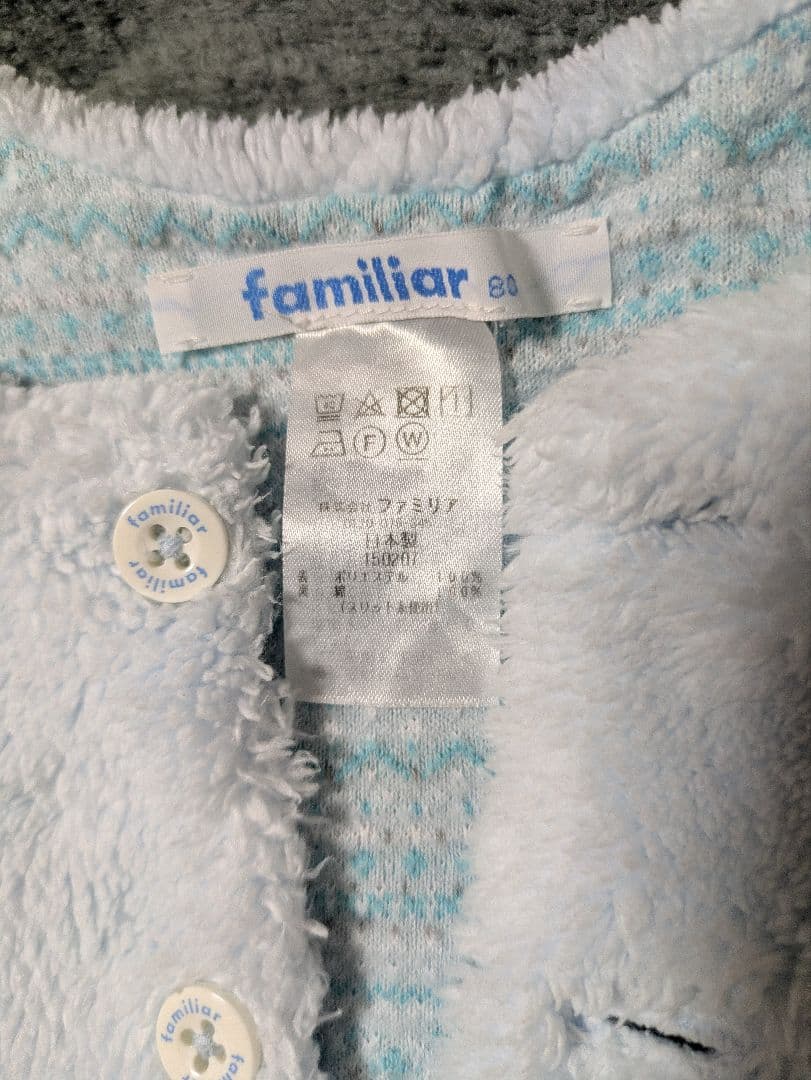 familiar 80
F W
株式会社 ファミリア
日本製
150207
表 ポリエステル 100%
綿
familiar
familiar
familiar